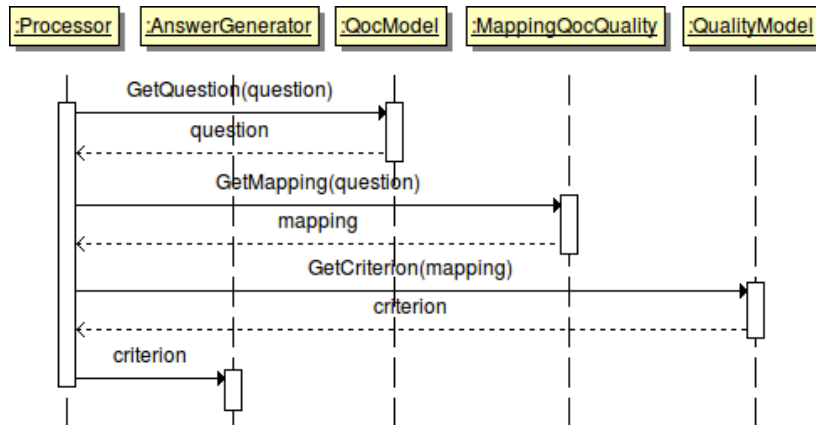 :Processor
:AnswerGenerator
:QocModel
:MappingQocQuality
:QualityModel
GetQuestion(question)
question
GetMapping(question)
mapping
GetCriterion(mapping)
criterion
criterion